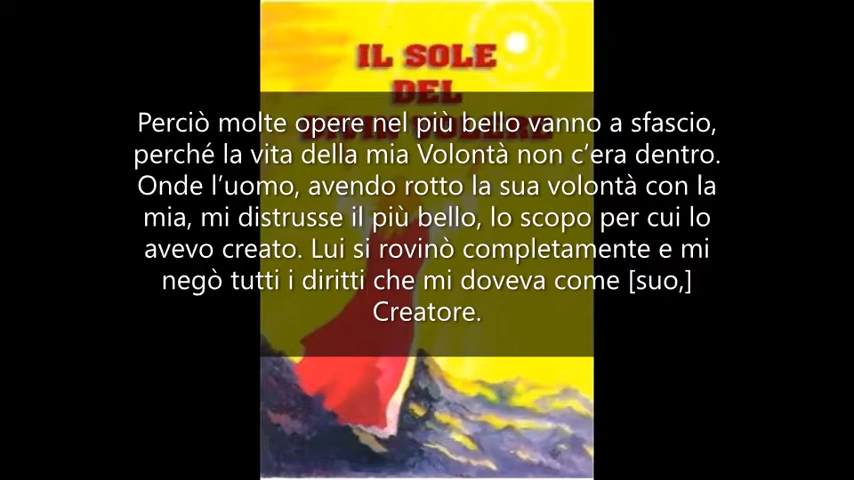 IL SOLE
DEL
Perciò molte opere nel più bello vanno a sfascio,
perché la vita della mia Volontà non c'era dentro.
Onde l'uomo, avendo rotto la sua volontà con la
mia, mi distrusse il più bello, lo scopo per cui lo
avevo creato. Lui si rovinò completamente e mi
negò tutti i diritti che mi doveva come [suo,]
Creatore.